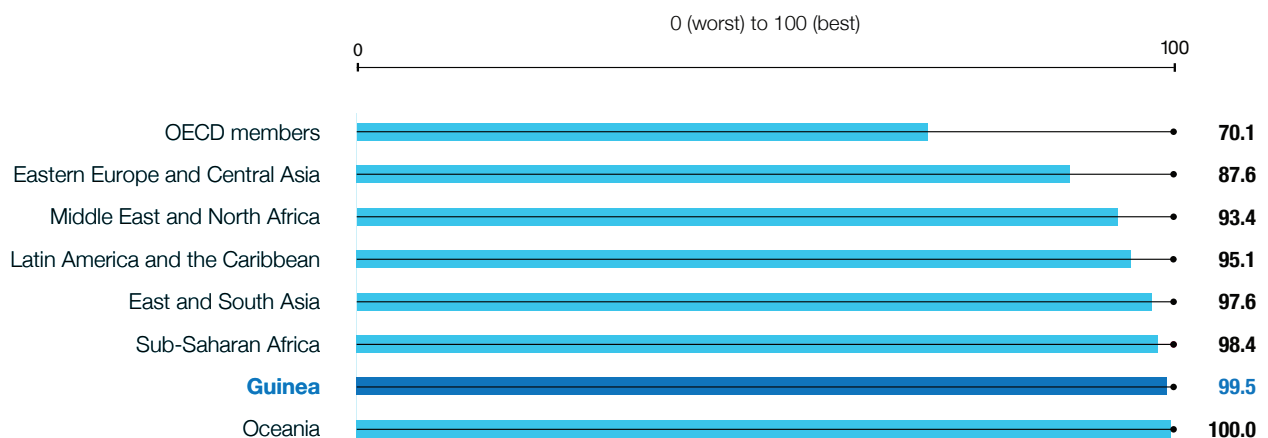 0 (worst) to 100 (best)
0 100
OECD members 70.1
Eastern Europe and Central Asia 87.6
Middle East and North Africa 93.4
Latin America and the Caribbean 95.1
East and South Asia 97.6
Sub-Saharan Africa 98.4
Guinea 99.5
Oceania 100.0